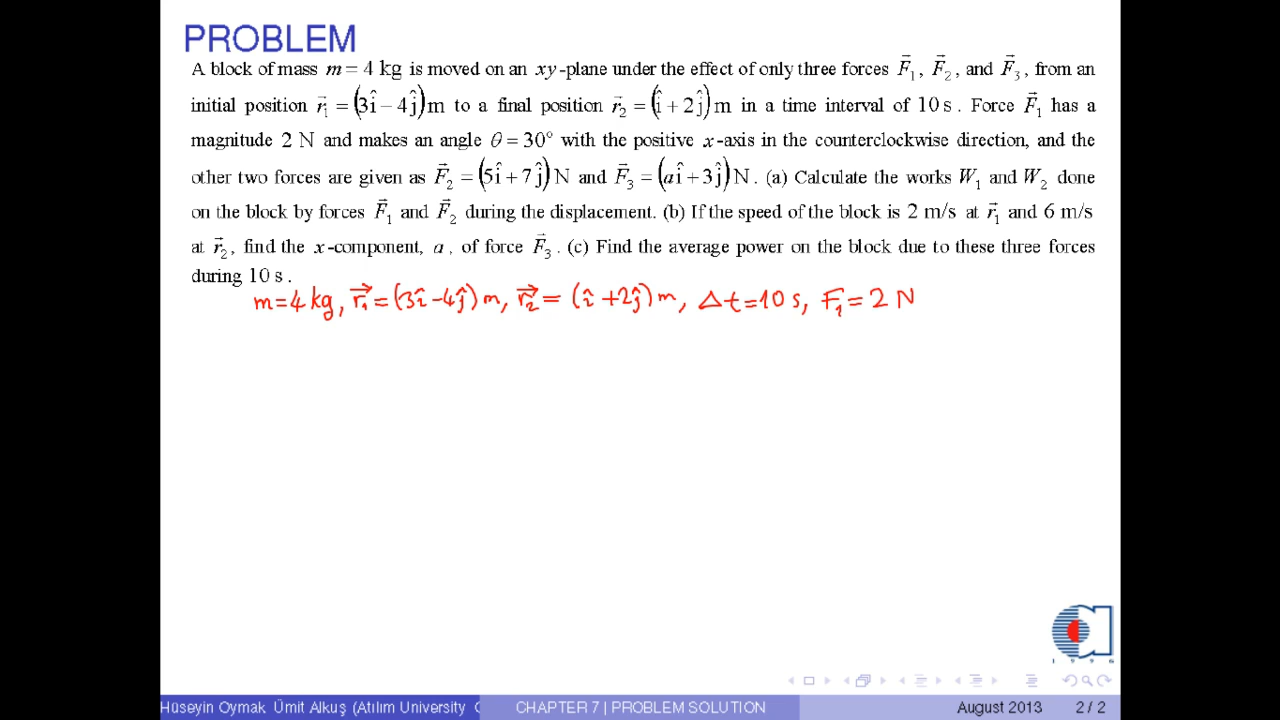 PROBLEM
A block of mass m = 4 kg is moved on an xy-plane under the effect of only three forces F⃗₁, F⃗₂, and F⃗₃, from an
initial position r⃗₁ = (3î − 4ĵ)m to a final position r⃗₂ = (î + 2ĵ)m in a time interval of 10 s. Force F⃗₁ has a
magnitude 2 N and makes an angle θ = 30° with the positive x-axis in the counterclockwise direction, and the
other two forces are given as F⃗₂ = (5î + 7ĵ)N and F⃗₃ = (aî + 3ĵ)N. (a) Calculate the works W₁ and W₂ done
on the block by forces F⃗₁ and F⃗₂ during the displacement. (b) If the speed of the block is 2 m/s at r⃗₁ and 6 m/s
at r⃗₂, find the x-component, a, of force F⃗₃. (c) Find the average power on the block due to these three forces
during 10 s.
m=4 kg, r⃗₁=(3î−4ĵ)m, r⃗₂=(î+2ĵ)m, Δt=10 s, F₁=2 N
1 9 9 6
Hüseyin Oymak, Ümit Alkuş (Atılım University CHAPTER 7 | PROBLEM SOLUTION August 2013 2 / 2